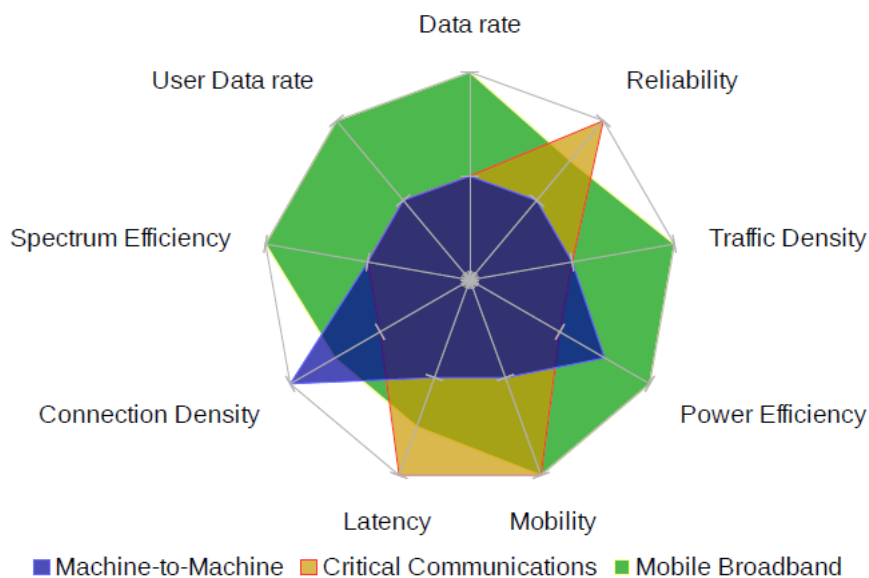 Data rate
User Data rate
Reliability
Spectrum Efficiency
Traffic Density
Connection Density
Power Efficiency
Latency
Mobility
Machine-to-Machine Critical Communications Mobile Broadband